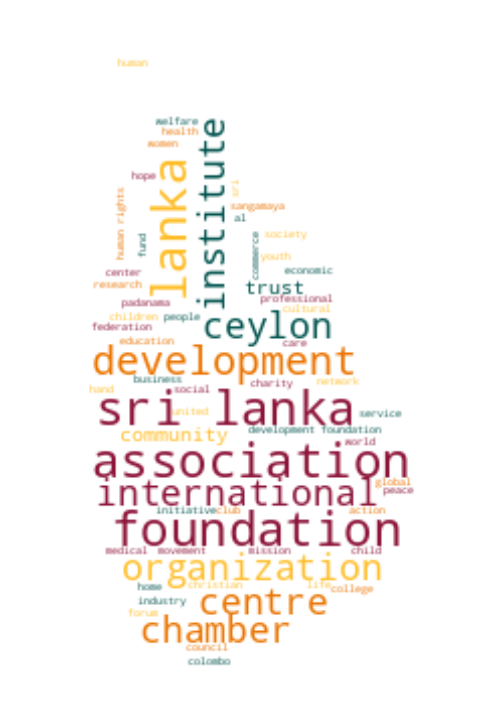 human
welfare
health
women
institute
lanka
hope
sri
human rights
sangamaya
al
fund
commerce
society
youth
center
economic
research
trust
padanama
professional
cultural
children
people
ceylon
federation
education
care
development
business
charity
network
hand
social
sri lanka
united
service
community
development foundation
world
association
global
international
peace
initiative
club
action
foundation
medical
movement
mission
child
organization
home
christian
life
college
industry
centre
forum
chamber
council
colombo